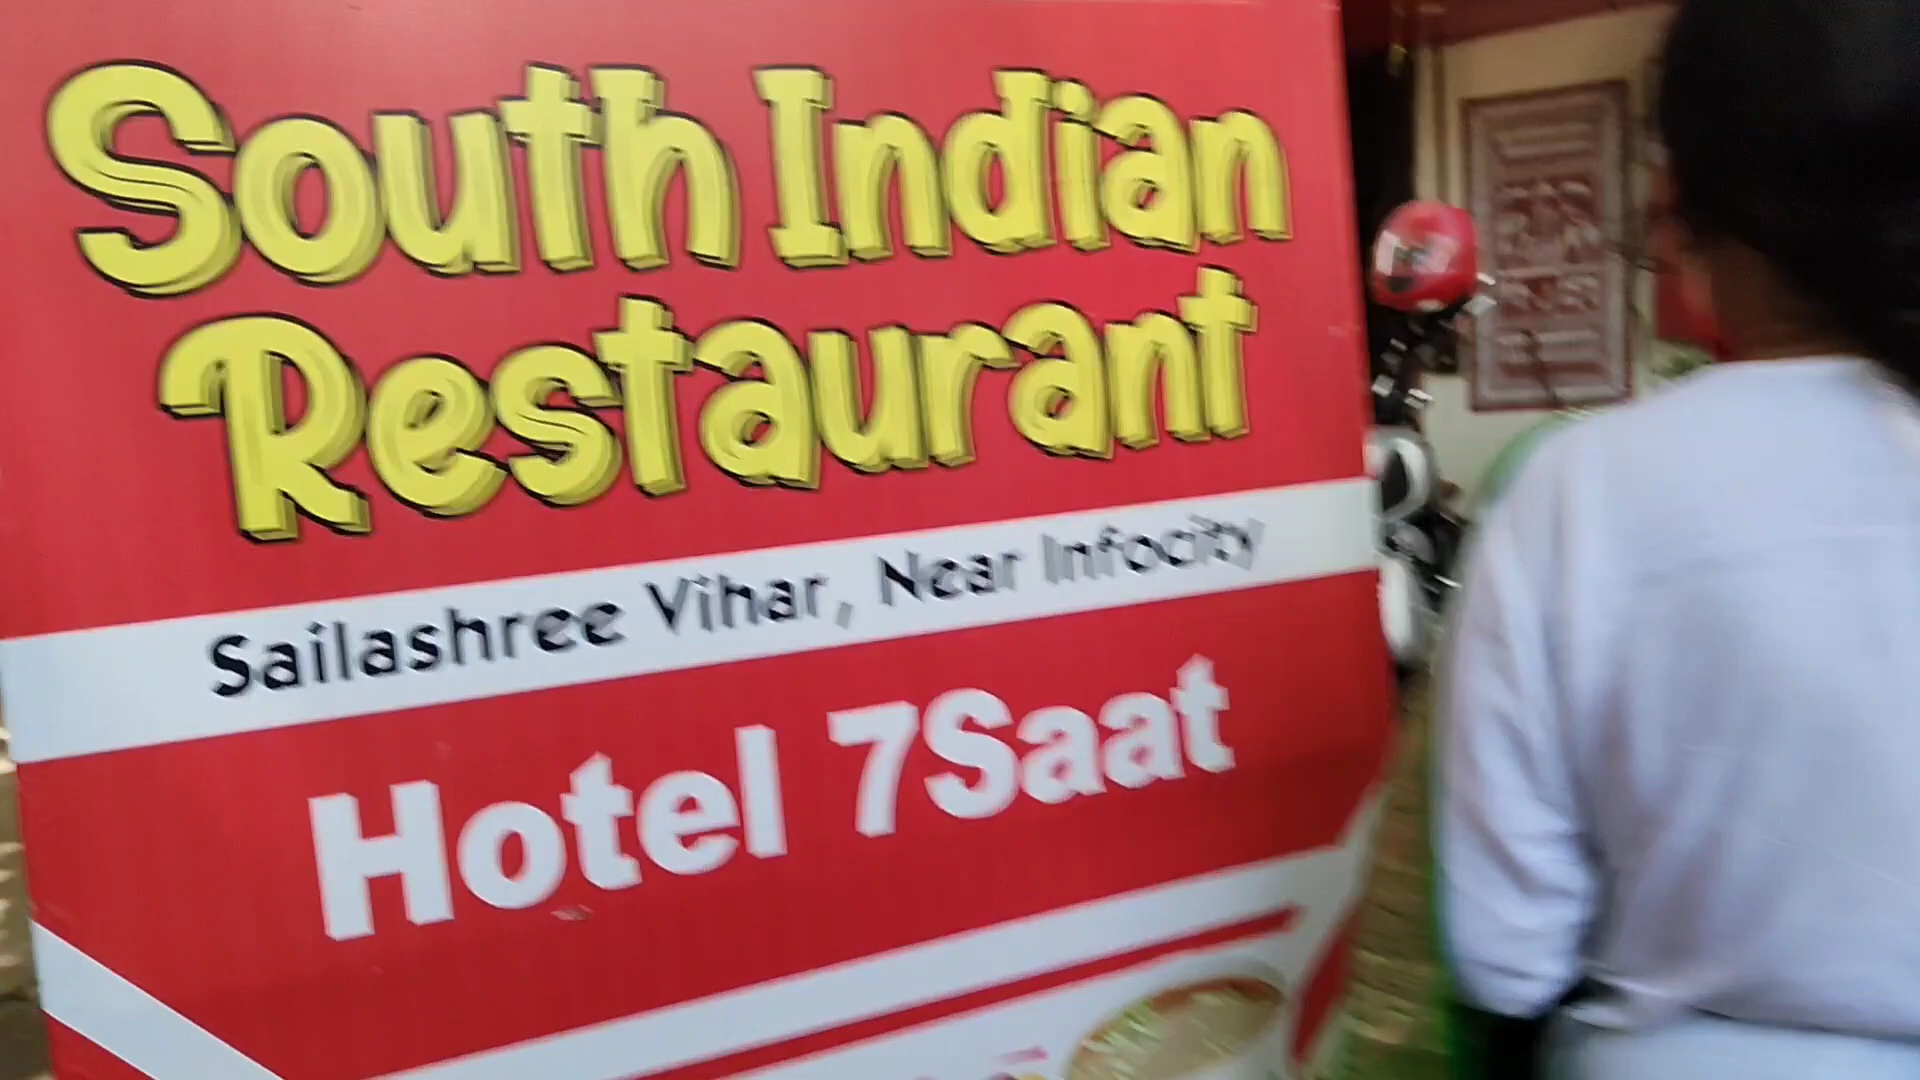 South Indian
Restaurant
Sailashree Vihar, Near Infocity
Hotel 7Saat